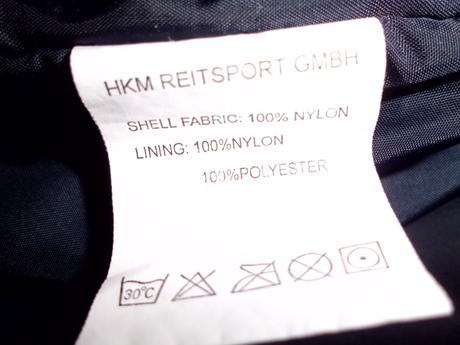 HKM REITSPORT GMBH
SHELL FABRIC: 100% NYLON
LINING: 100%NYLON
100%POLYESTER
30°C